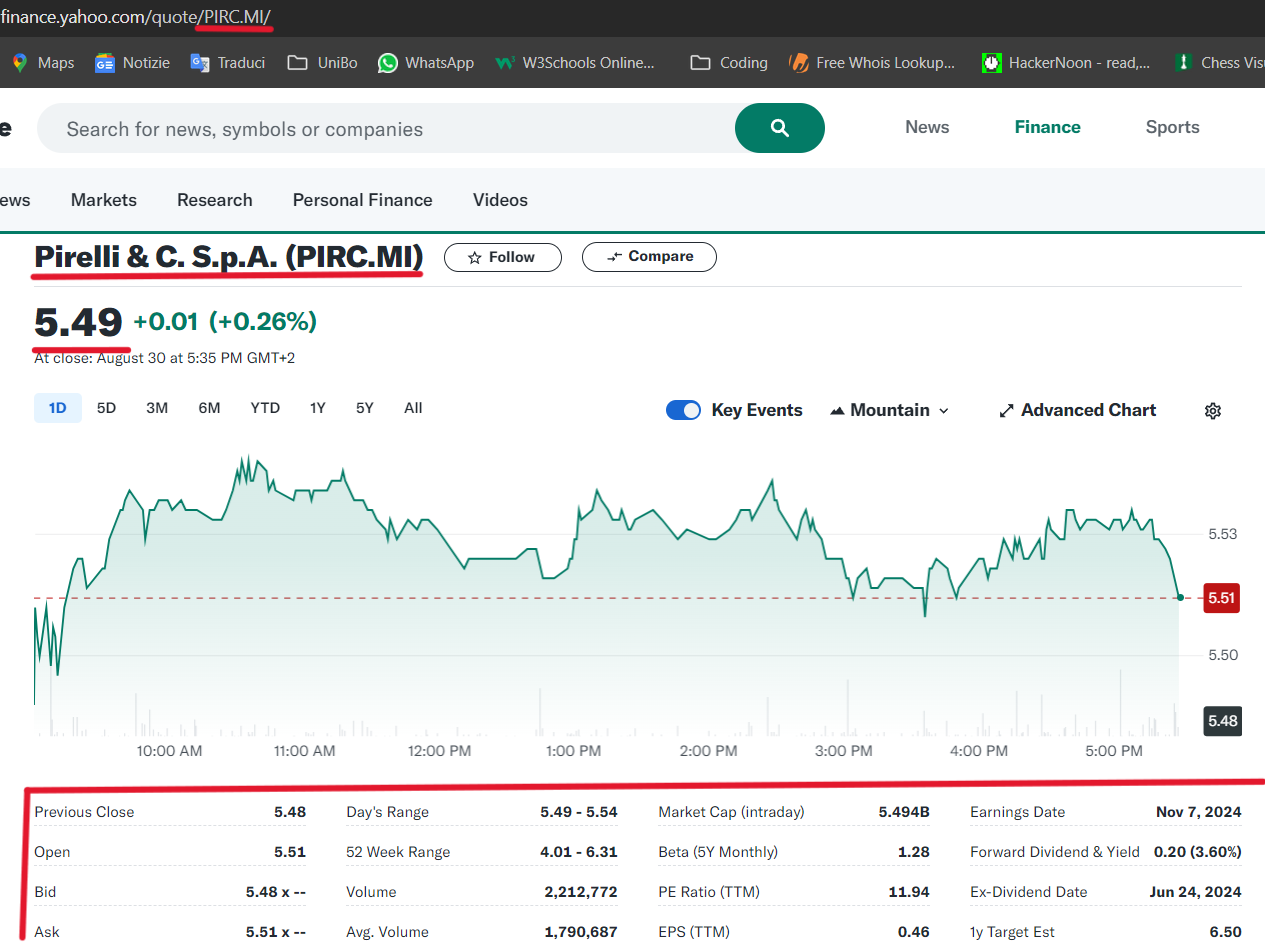 finance.yahoo.com/quote/PIRC.MI/
Maps Notizie Traduci UniBo WhatsApp W3Schools Online... Coding Free Whois Lookup... HackerNoon - read,... Chess Vis
e Search for news, symbols or companies News Finance Sports
ews Markets Research Personal Finance Videos
Pirelli & C. S.p.A. (PIRC.MI) Follow Compare
5.49 +0.01 (+0.26%)
At close: August 30 at 5:35 PM GMT+2
1D 5D 3M 6M YTD 1Y 5Y All Key Events Mountain Advanced Chart
5.53
5.51
5.50
5.48
10:00 AM 11:00 AM 12:00 PM 1:00 PM 2:00 PM 3:00 PM 4:00 PM 5:00 PM
Previous Close 5.48 Day's Range 5.49 - 5.54 Market Cap (intraday) 5.494B Earnings Date Nov 7, 2024
Open 5.51 52 Week Range 4.01 - 6.31 Beta (5Y Monthly) 1.28 Forward Dividend & Yield 0.20 (3.60%)
Bid 5.48 x -- Volume 2,212,772 PE Ratio (TTM) 11.94 Ex-Dividend Date Jun 24, 2024
Ask 5.51 x -- Avg. Volume 1,790,687 EPS (TTM) 0.46 1y Target Est 6.50